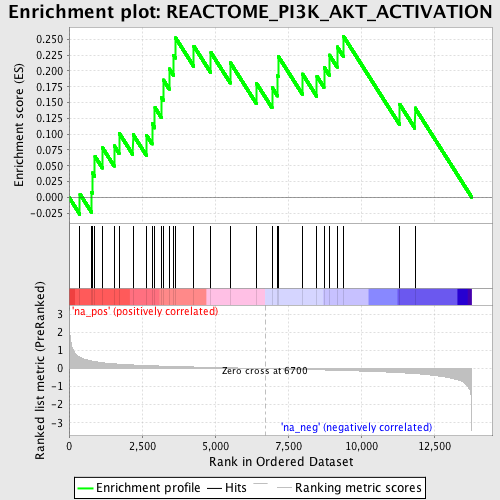 Enrichment plot: REACTOME_PI3K_AKT_ACTIVATION
Enrichment score (ES)
0.250
0.225
0.200
0.175
0.150
0.125
0.100
0.075
0.050
0.025
0.000
-0.025
'na_pos' (positively correlated)
Ranked list metric (PreRanked)
3
2
1
0
-1
-2
-3
Zero cross at 6700
'na_neg' (negatively correlated)
0 2,500 5,000 7,500 10,000 12,500
Rank in Ordered Dataset
Enrichment profile Hits Ranking metric scores